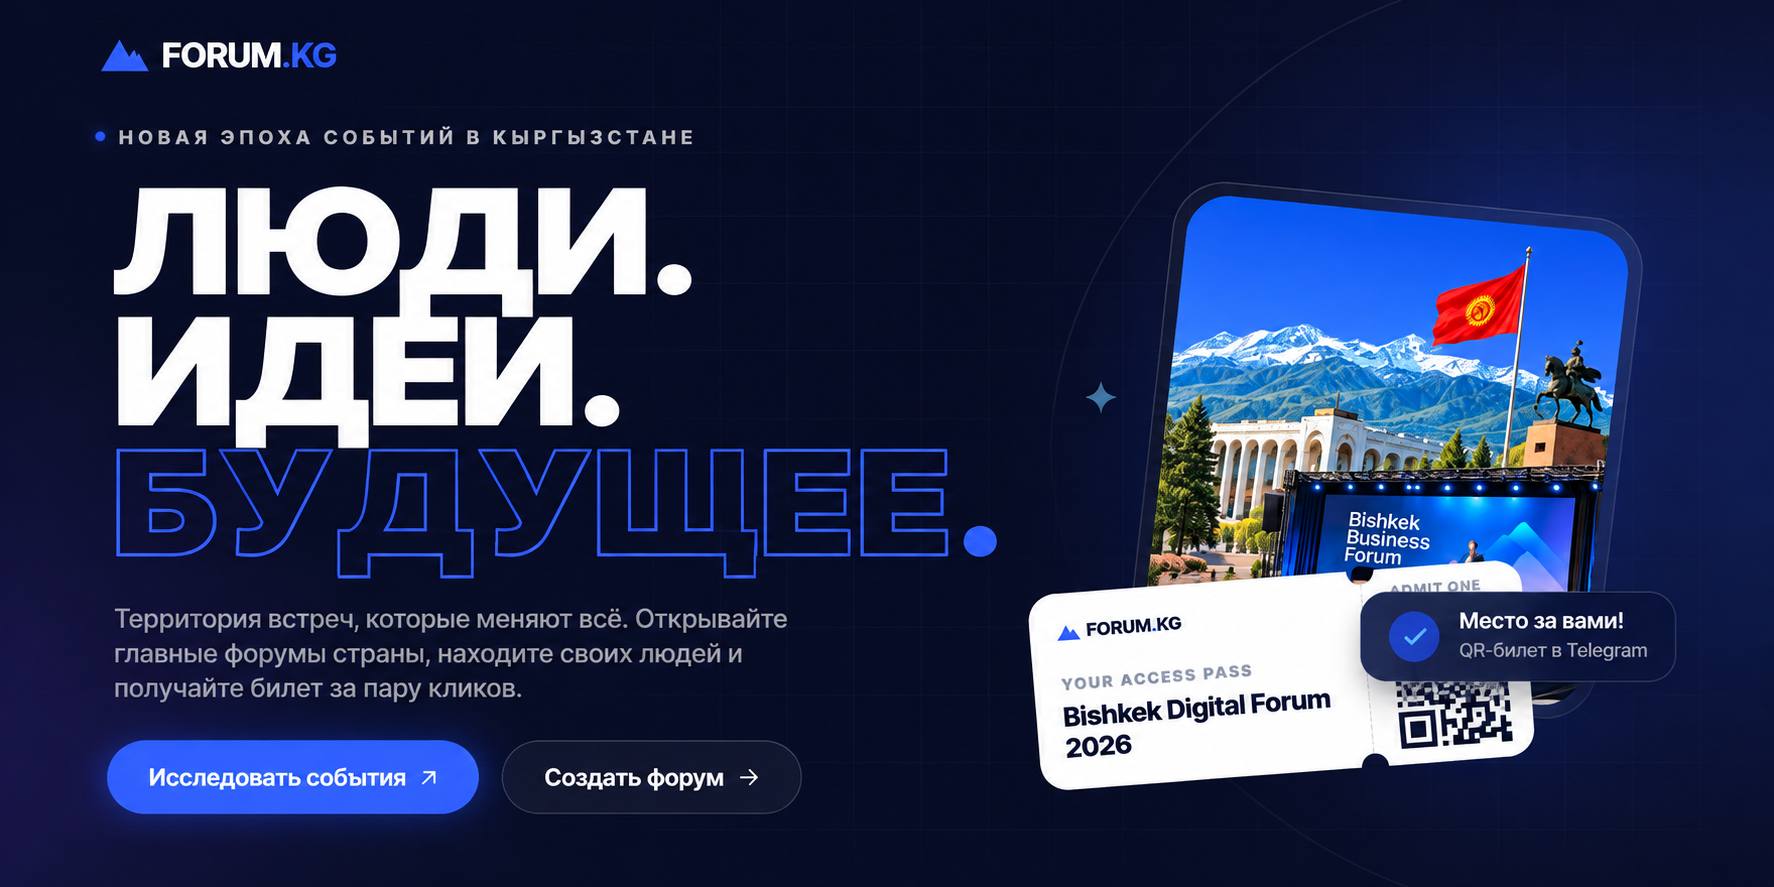 FORUM.KG
НОВАЯ ЭПОХА СОБЫТИЙ В КЫРГЫЗСТАНЕ
ЛЮДИ.
ИДЕИ.
БУДУЩЕЕ.
Территория встреч, которые меняют всё. Открывайте
главные форумы страны, находите своих людей и
получайте билет за пару кликов.
Исследовать события ↗
Создать форум →
Bishkek
Business
Forum
FORUM.KG
YOUR ACCESS PASS
Bishkek Digital Forum
2026
ADMIT ONE
Место за вами!
QR-билет в Telegram